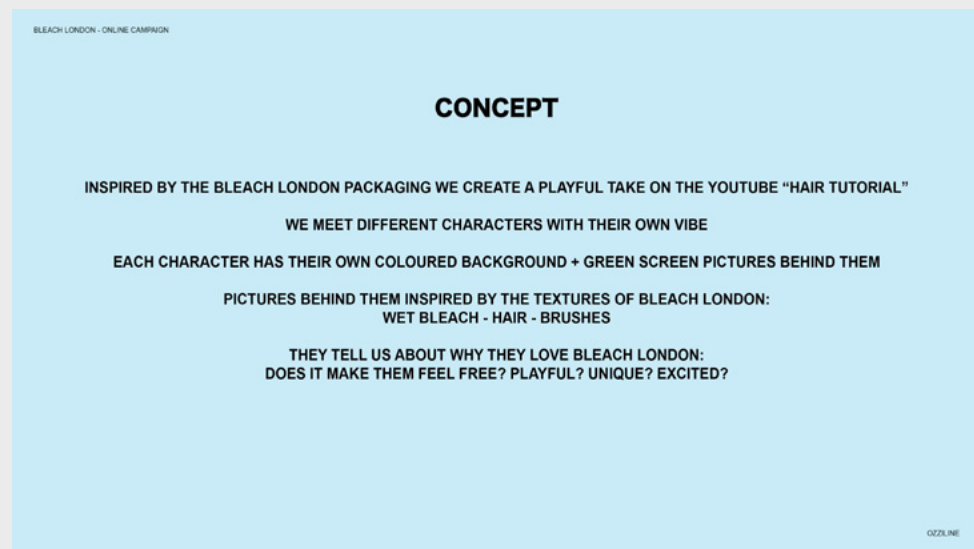 BLEACH LONDON - ONLINE CAMPAIGN
CONCEPT
INSPIRED BY THE BLEACH LONDON PACKAGING WE CREATE A PLAYFUL TAKE ON THE YOUTUBE “HAIR TUTORIAL”
WE MEET DIFFERENT CHARACTERS WITH THEIR OWN VIBE
EACH CHARACTER HAS THEIR OWN COLOURED BACKGROUND + GREEN SCREEN PICTURES BEHIND THEM
PICTURES BEHIND THEM INSPIRED BY THE TEXTURES OF BLEACH LONDON:
WET BLEACH - HAIR - BRUSHES
THEY TELL US ABOUT WHY THEY LOVE BLEACH LONDON:
DOES IT MAKE THEM FEEL FREE? PLAYFUL? UNIQUE? EXCITED?
OZZILINE